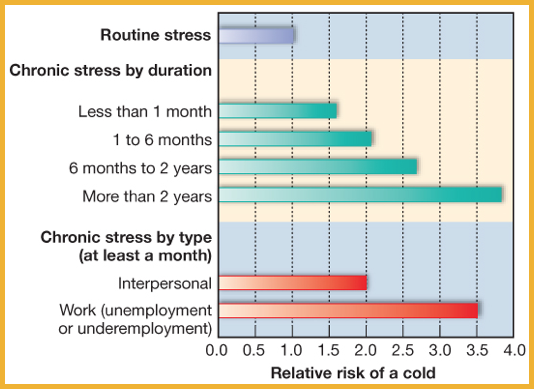 Routine stress
Chronic stress by duration
Less than 1 month
1 to 6 months
6 months to 2 years
More than 2 years
Chronic stress by type
(at least a month)
Interpersonal
Work (unemployment
or underemployment)
0.0 0.5 1.0 1.5 2.0 2.5 3.0 3.5 4.0
Relative risk of a cold